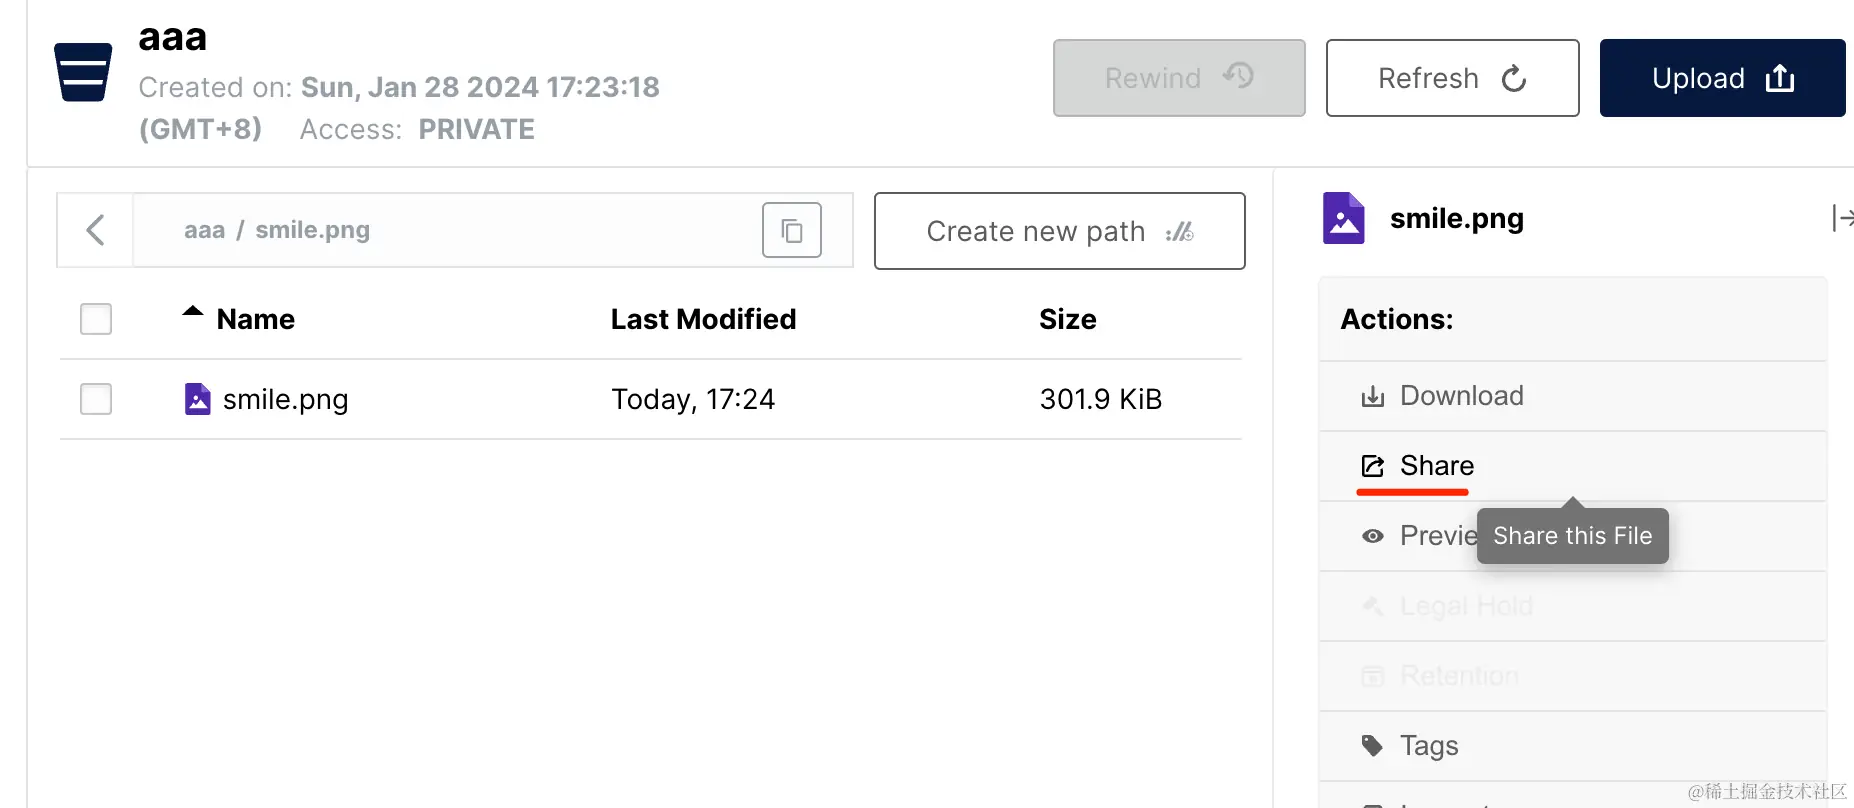 aaa
Created on: Sun, Jan 28 2024 17:23:18
(GMT+8) Access: PRIVATE
Rewind
Refresh
Upload
aaa / smile.png
Create new path
Name Last Modified Size
smile.png Today, 17:24 301.9 KiB
smile.png
Actions:
Download
Share
Share this File
Legal Hold
Retention
Tags
@稀土掘金技术社区